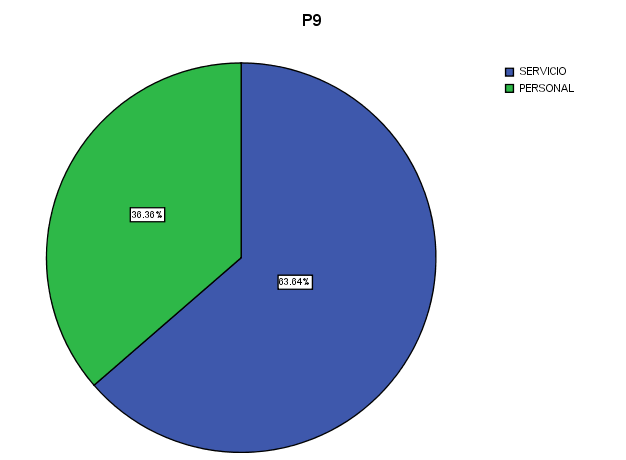 P9
SERVICIO
PERSONAL
36.36%
63.64%